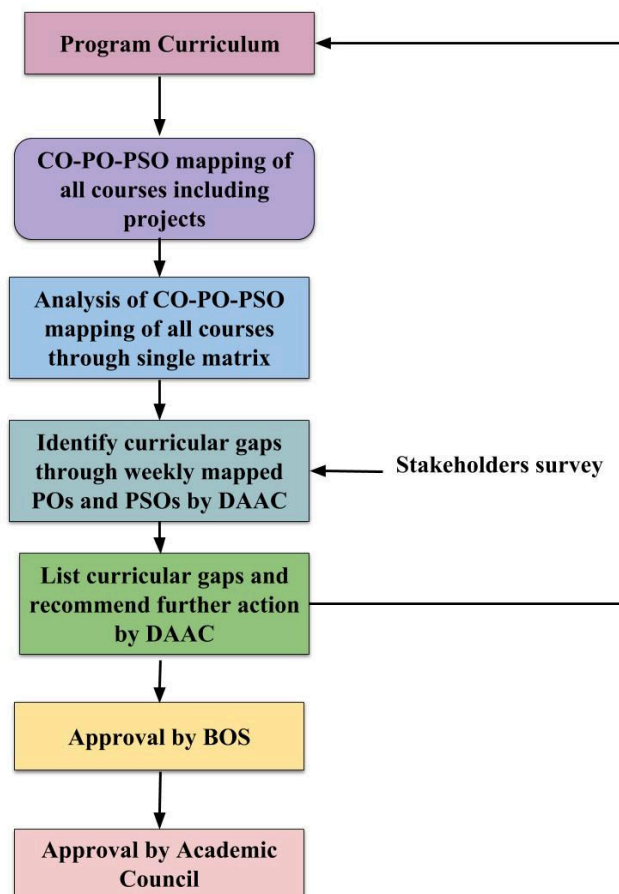 Program Curriculum
CO-PO-PSO mapping of
all courses including
projects
Analysis of CO-PO-PSO
mapping of all courses
through single matrix
Identify curricular gaps
through weekly mapped
POs and PSOs by DAAC
Stakeholders survey
List curricular gaps and
recommend further action
by DAAC
Approval by BOS
Approval by Academic
Council